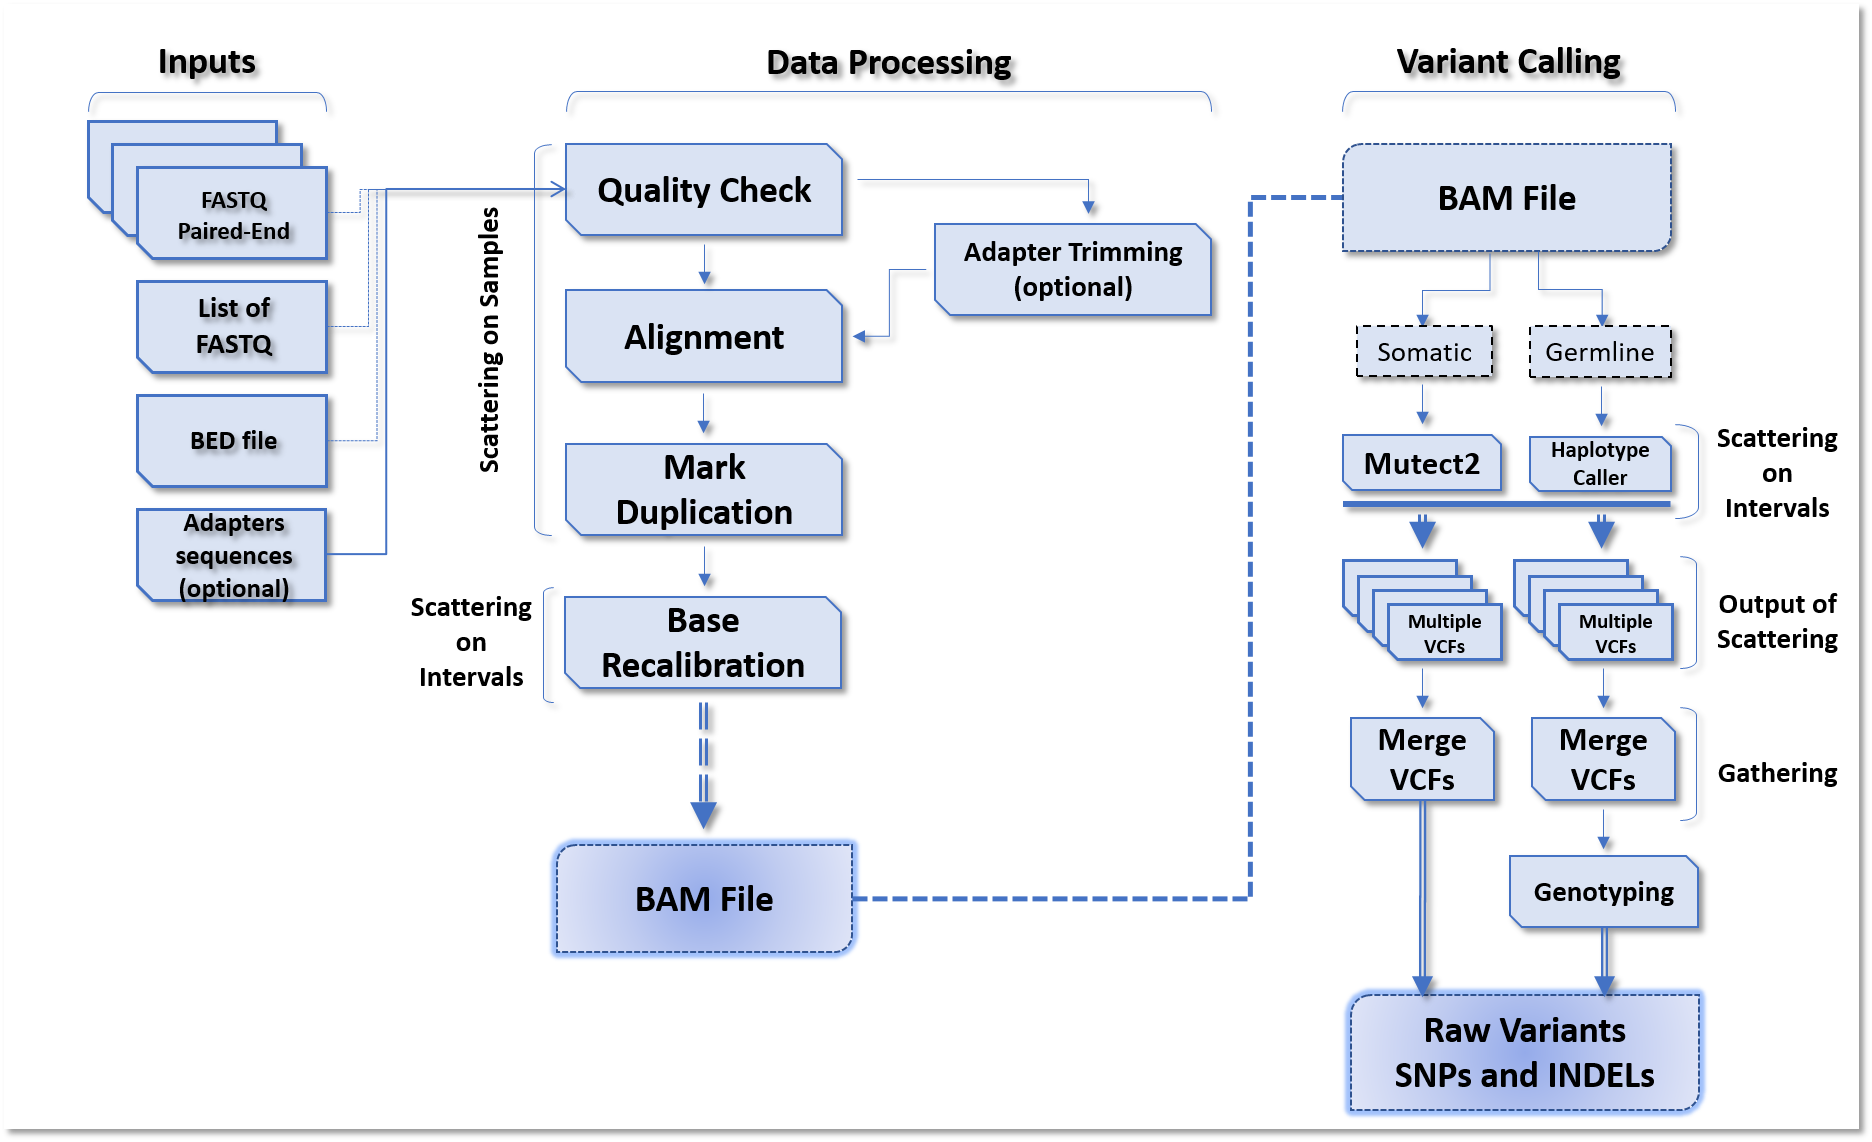 Inputs
FASTQ
Paired-End
List of
FASTQ
BED file
Adapters
sequences
(optional)
Data Processing
Scattering on Samples
Quality Check
Adapter Trimming
(optional)
Alignment
Mark
Duplication
Scattering
on
Intervals
Base
Recalibration
BAM File
Variant Calling
BAM File
Somatic
Germline
Mutect2
Haplotype
Caller
Scattering
on
Intervals
Multiple
VCFs
Multiple
VCFs
Output of
Scattering
Merge
VCFs
Merge
VCFs
Gathering
Genotyping
Raw Variants
SNPs and INDELs